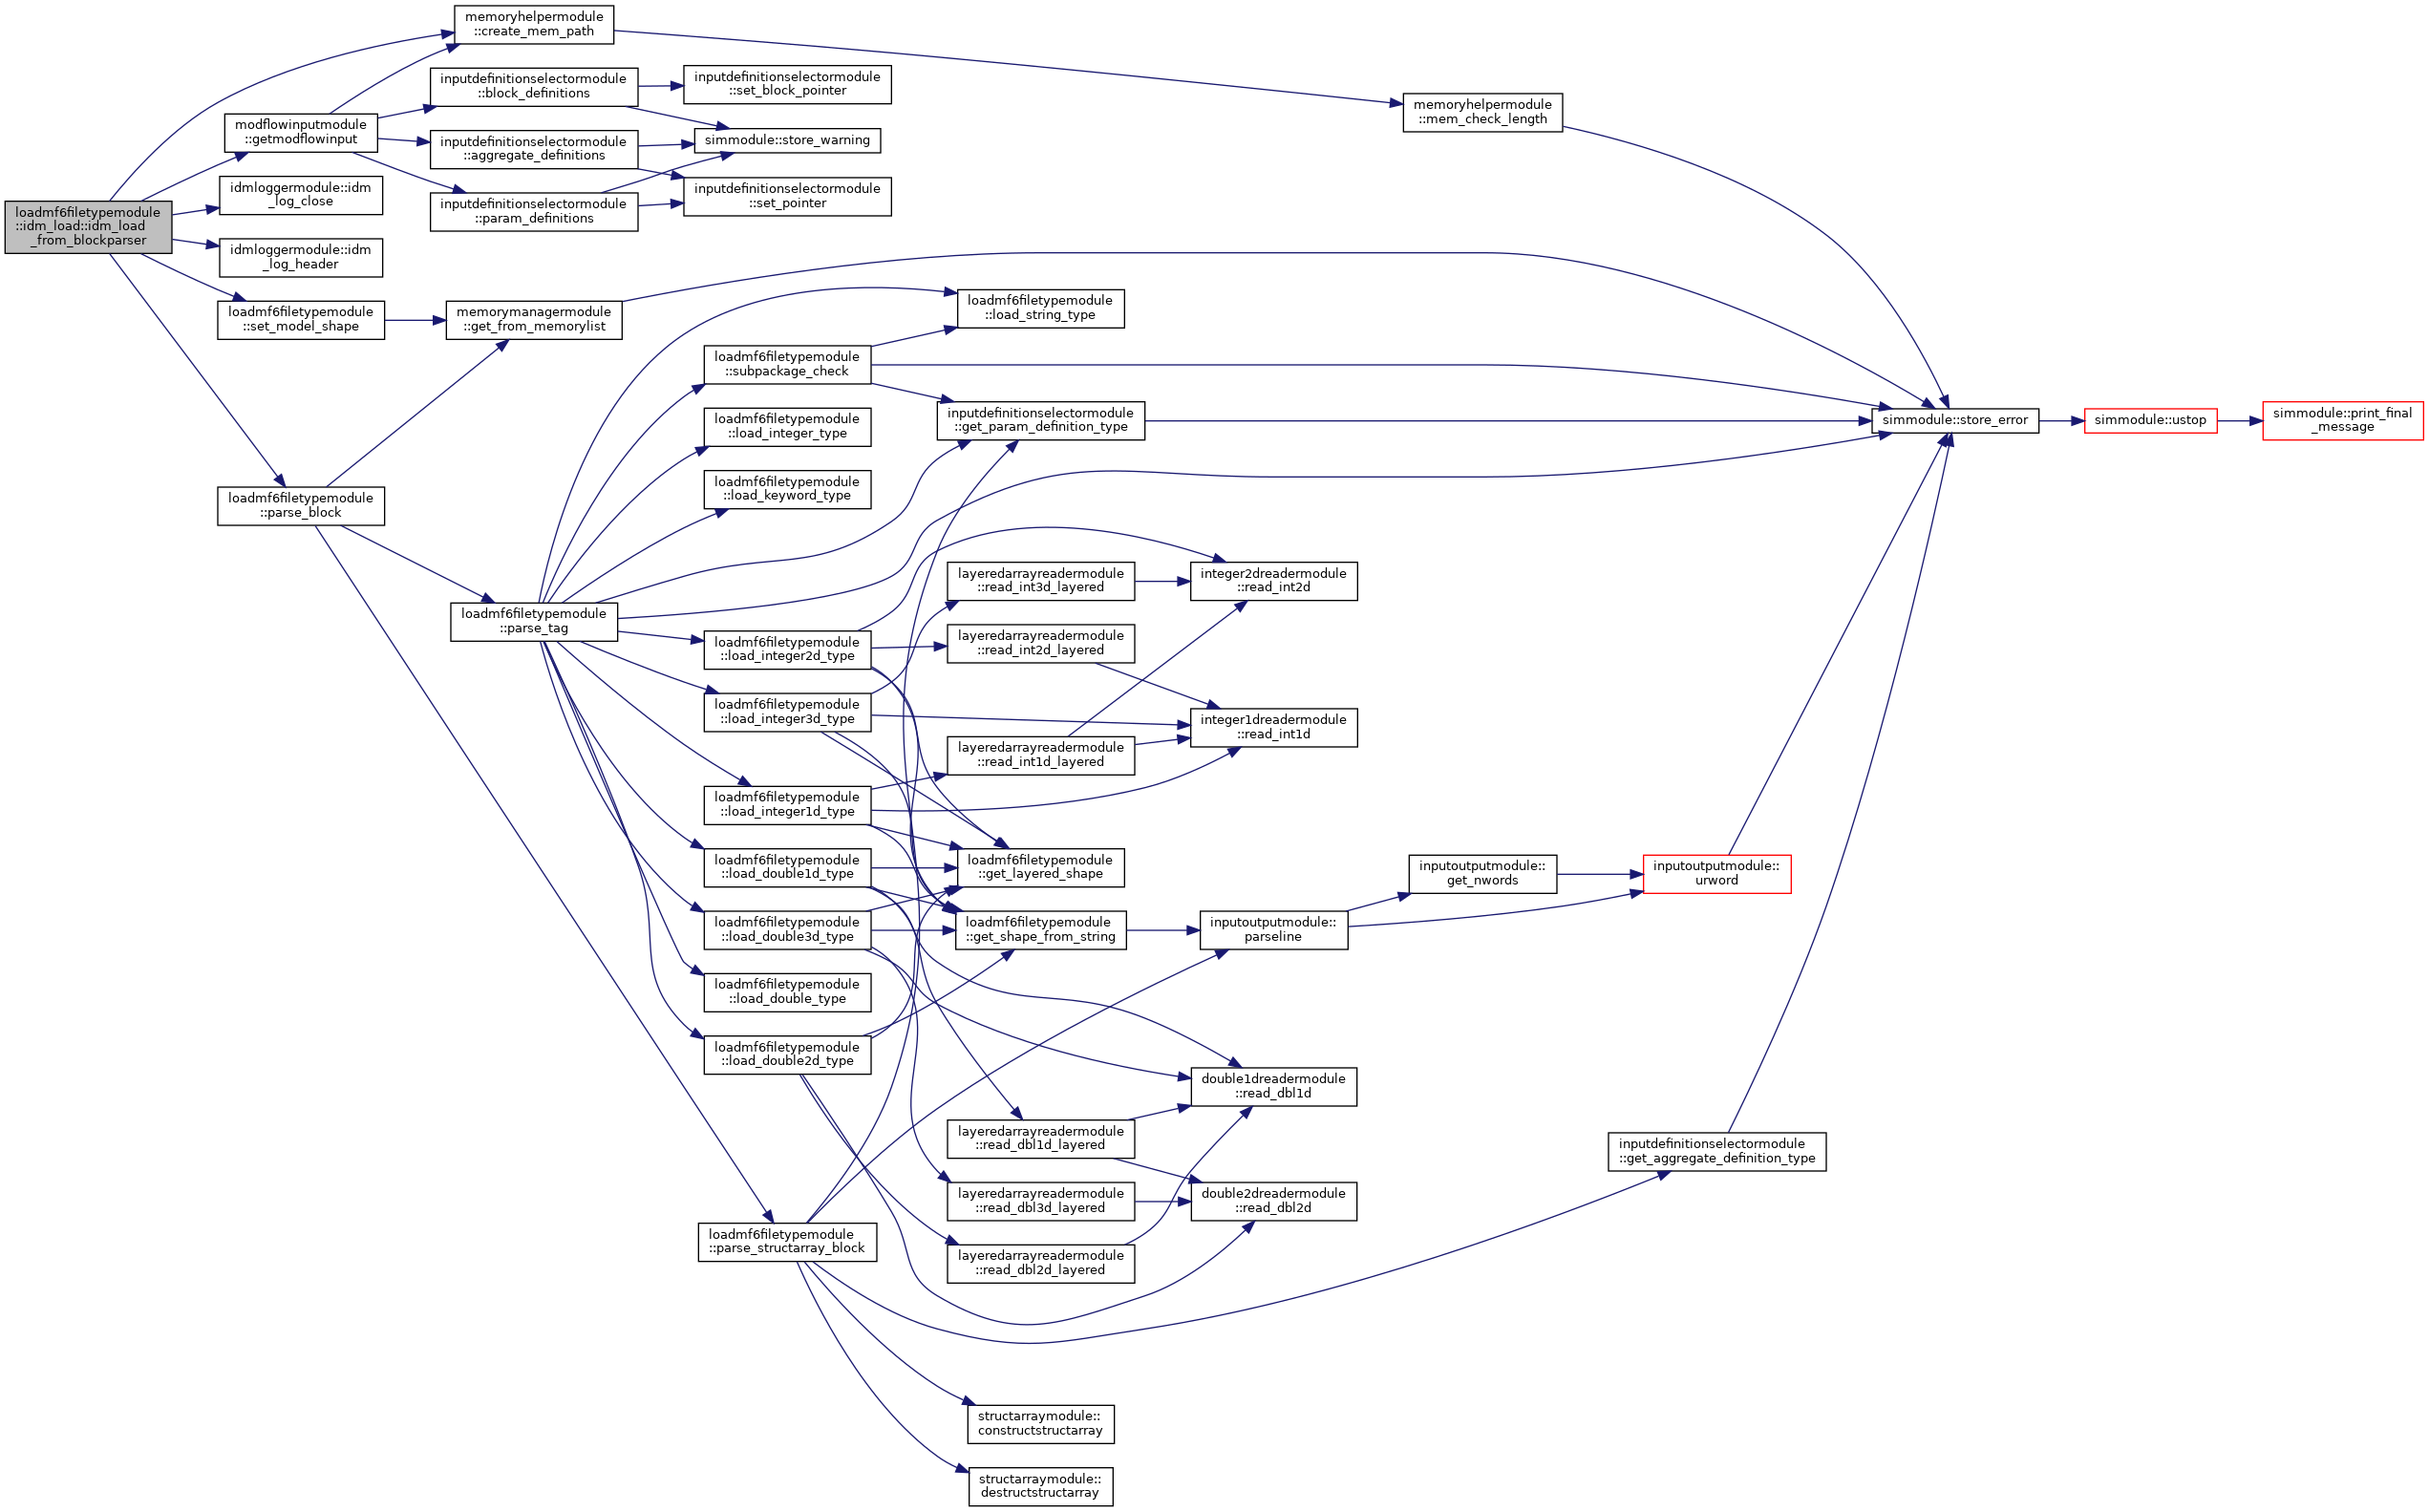 loadmf6filetypemodule
::idm_load::idm_load
_from_blockparser
memoryhelpermodule
::create_mem_path
modflowinputmodule
::getmodflowinput
idmloggermodule::idm
_log_close
idmloggermodule::idm
_log_header
loadmf6filetypemodule
::set_model_shape
loadmf6filetypemodule
::parse_block
inputdefinitionselectormodule
::block_definitions
inputdefinitionselectormodule
::aggregate_definitions
inputdefinitionselectormodule
::param_definitions
memorymanagermodule
::get_from_memorylist
loadmf6filetypemodule
::parse_tag
inputdefinitionselectormodule
::set_block_pointer
simmodule::store_warning
inputdefinitionselectormodule
::set_pointer
loadmf6filetypemodule
::subpackage_check
loadmf6filetypemodule
::load_integer_type
loadmf6filetypemodule
::load_keyword_type
loadmf6filetypemodule
::load_integer2d_type
loadmf6filetypemodule
::load_integer3d_type
loadmf6filetypemodule
::load_integer1d_type
loadmf6filetypemodule
::load_double1d_type
loadmf6filetypemodule
::load_double3d_type
loadmf6filetypemodule
::load_double_type
loadmf6filetypemodule
::load_double2d_type
loadmf6filetypemodule
::parse_structarray_block
loadmf6filetypemodule
::load_string_type
inputdefinitionselectormodule
::get_param_definition_type
layeredarrayreadermodule
::read_int3d_layered
layeredarrayreadermodule
::read_int2d_layered
layeredarrayreadermodule
::read_int1d_layered
loadmf6filetypemodule
::get_layered_shape
loadmf6filetypemodule
::get_shape_from_string
layeredarrayreadermodule
::read_dbl1d_layered
layeredarrayreadermodule
::read_dbl3d_layered
layeredarrayreadermodule
::read_dbl2d_layered
structarraymodule::
constructstructarray
structarraymodule::
destructstructarray
integer2dreadermodule
::read_int2d
integer1dreadermodule
::read_int1d
inputoutputmodule::
parseline
double1dreadermodule
::read_dbl1d
double2dreadermodule
::read_dbl2d
memoryhelpermodule
::mem_check_length
inputoutputmodule::
get_nwords
inputoutputmodule::
urword
inputdefinitionselectormodule
::get_aggregate_definition_type
simmodule::store_error
simmodule::ustop
simmodule::print_final
_message